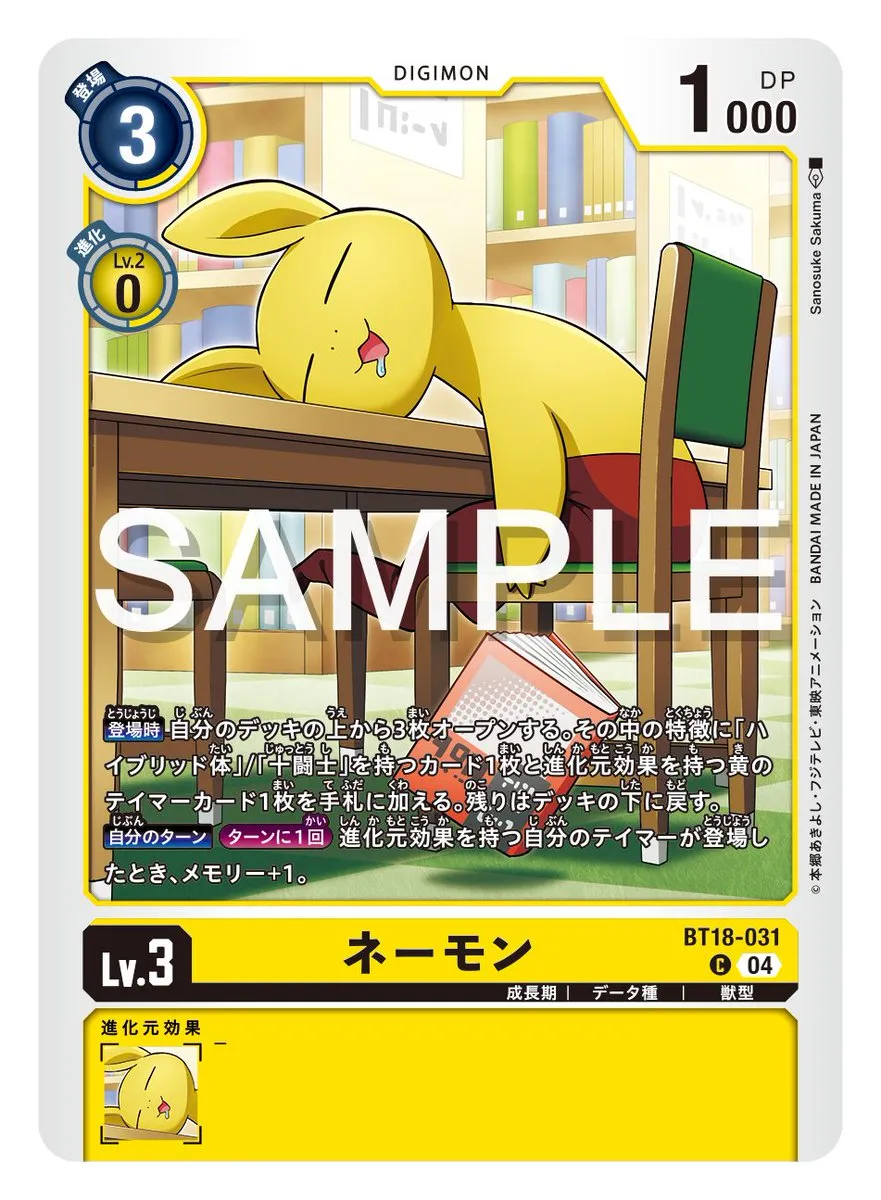 登場
3
DIGIMON
1000
DP
進化
Lv.2
0
Sanosuke Sakuma
BANDAI MADE IN JAPAN
© 本郷あきよし・フジテレビ・東映アニメーション
SAMPLE
登場時 自分のデッキの上から3枚オープンする。その中の特徴に「ハ
イブリッド体」/「十闘士」を持つカード1枚と進化元効果を持つ黄の
テイマーカード1枚を手札に加える。残りはデッキの下に戻す。
自分のターン ターンに1回 進化元効果を持つ自分のテイマーが登場し
たとき、メモリー+1。
Lv.3
ネーモン
BT18-031
C 04
成長期 | データ種 | 獣型
進化元効果
－